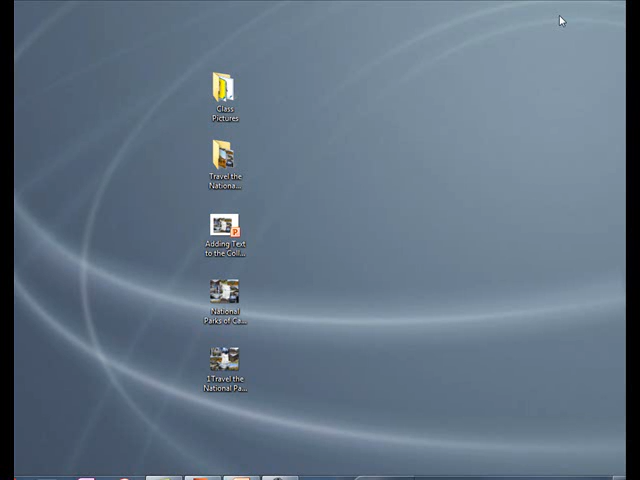 Class
Pictures
Travel the
Nationa...
Adding Text
to the Coll...
National
Parks of Ca...
1Travel the
National Pa...